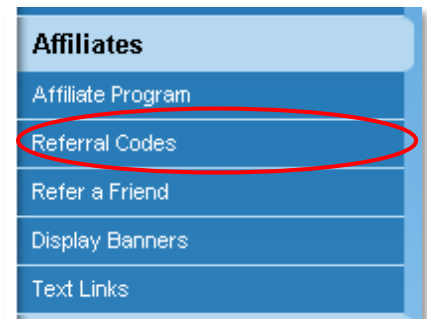 Affiliates
Affiliate Program
Referral Codes
Refer a Friend
Display Banners
Text Links